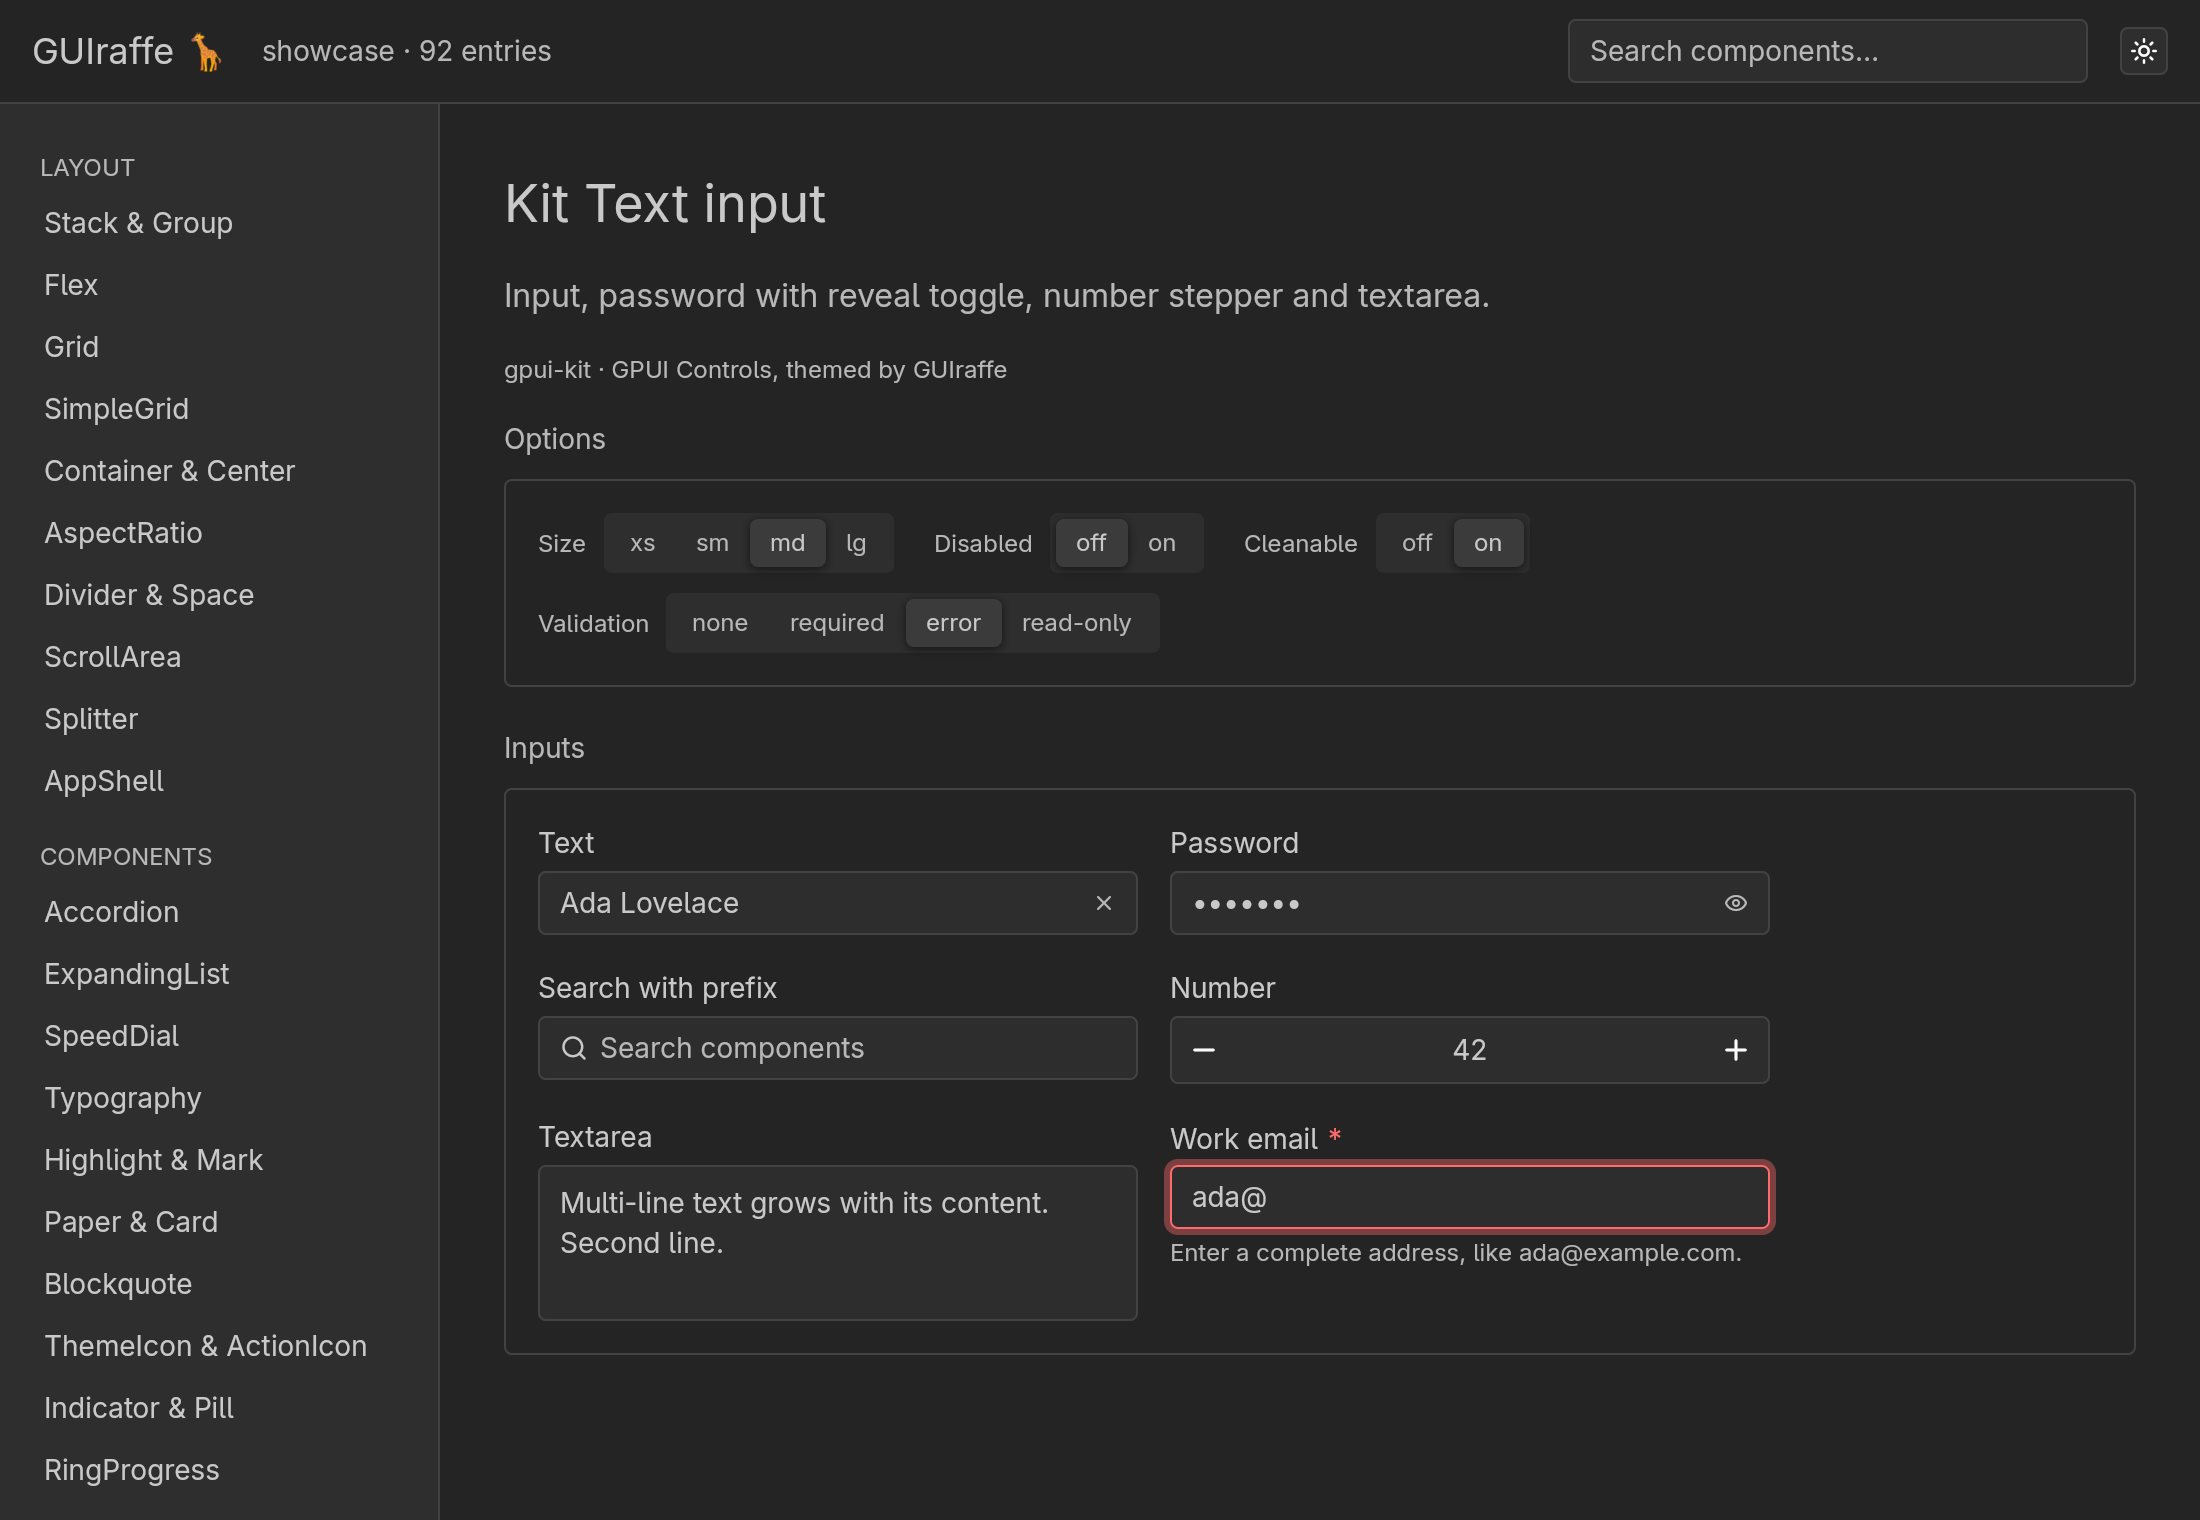 GUIraffe 🦒 showcase · 92 entries
Search components...
LAYOUT
Stack & Group
Flex
Grid
SimpleGrid
Container & Center
AspectRatio
Divider & Space
ScrollArea
Splitter
AppShell
COMPONENTS
Accordion
ExpandingList
SpeedDial
Typography
Highlight & Mark
Paper & Card
Blockquote
ThemeIcon & ActionIcon
Indicator & Pill
RingProgress
Kit Text input
Input, password with reveal toggle, number stepper and textarea.
gpui-kit · GPUI Controls, themed by GUIraffe
Options
Size xs sm md lg Disabled off on Cleanable off on
Validation none required error read-only
Inputs
Text
Ada Lovelace
Password
•••••••
Search with prefix
Search components
Number
42
Textarea
Multi-line text grows with its content.
Second line.
Work email *
ada@
Enter a complete address, like ada@example.com.